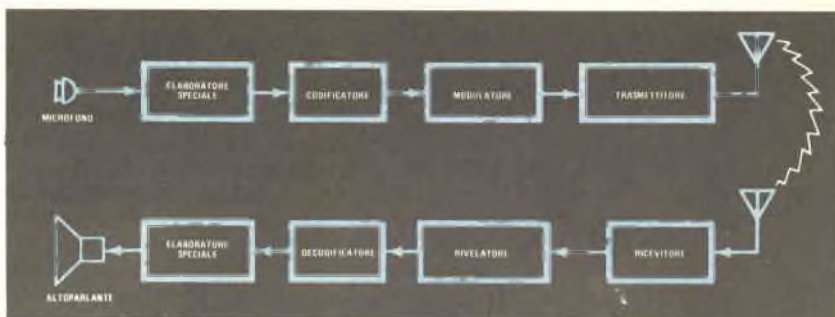 MICROFONO
ELABORATORE
SPECIALE
CODIFICATORE
MODULATORE
TRASMETTITORE
ALTOPARLANTE
ELABORATORE
SPECIALE
DECODIFICATORE
RIVELATORE
RICEVITORE